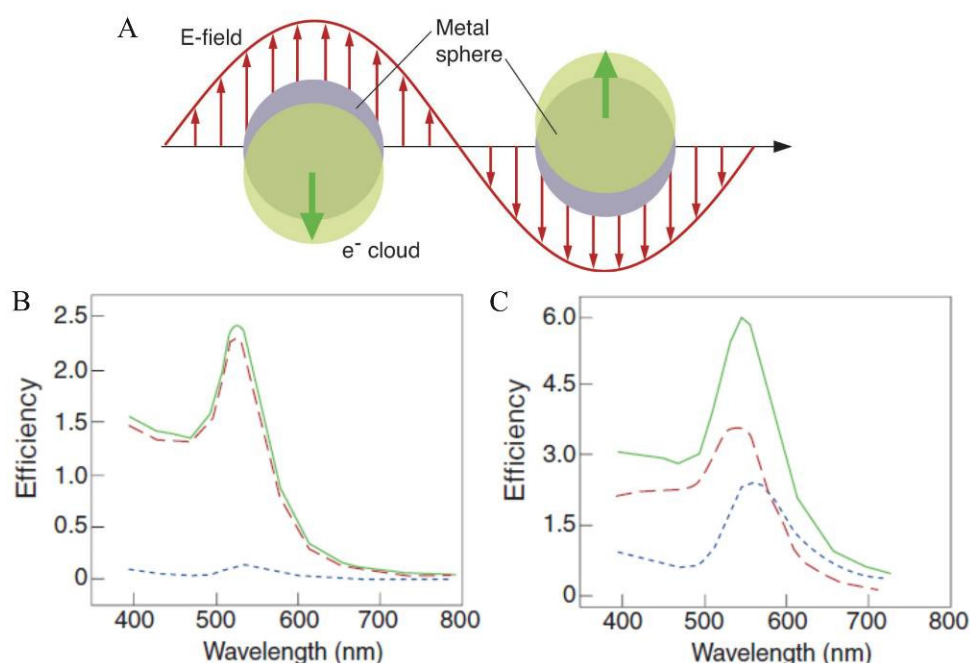 A
E-field
Metal
sphere
e⁻ cloud
B
2.5
2.0
1.5
1.0
0.5
0
Efficiency
400 500 600 700 800
Wavelength (nm)
C
6.0
4.5
3.0
1.5
0
Efficiency
400 500 600 700 800
Wavelength (nm)